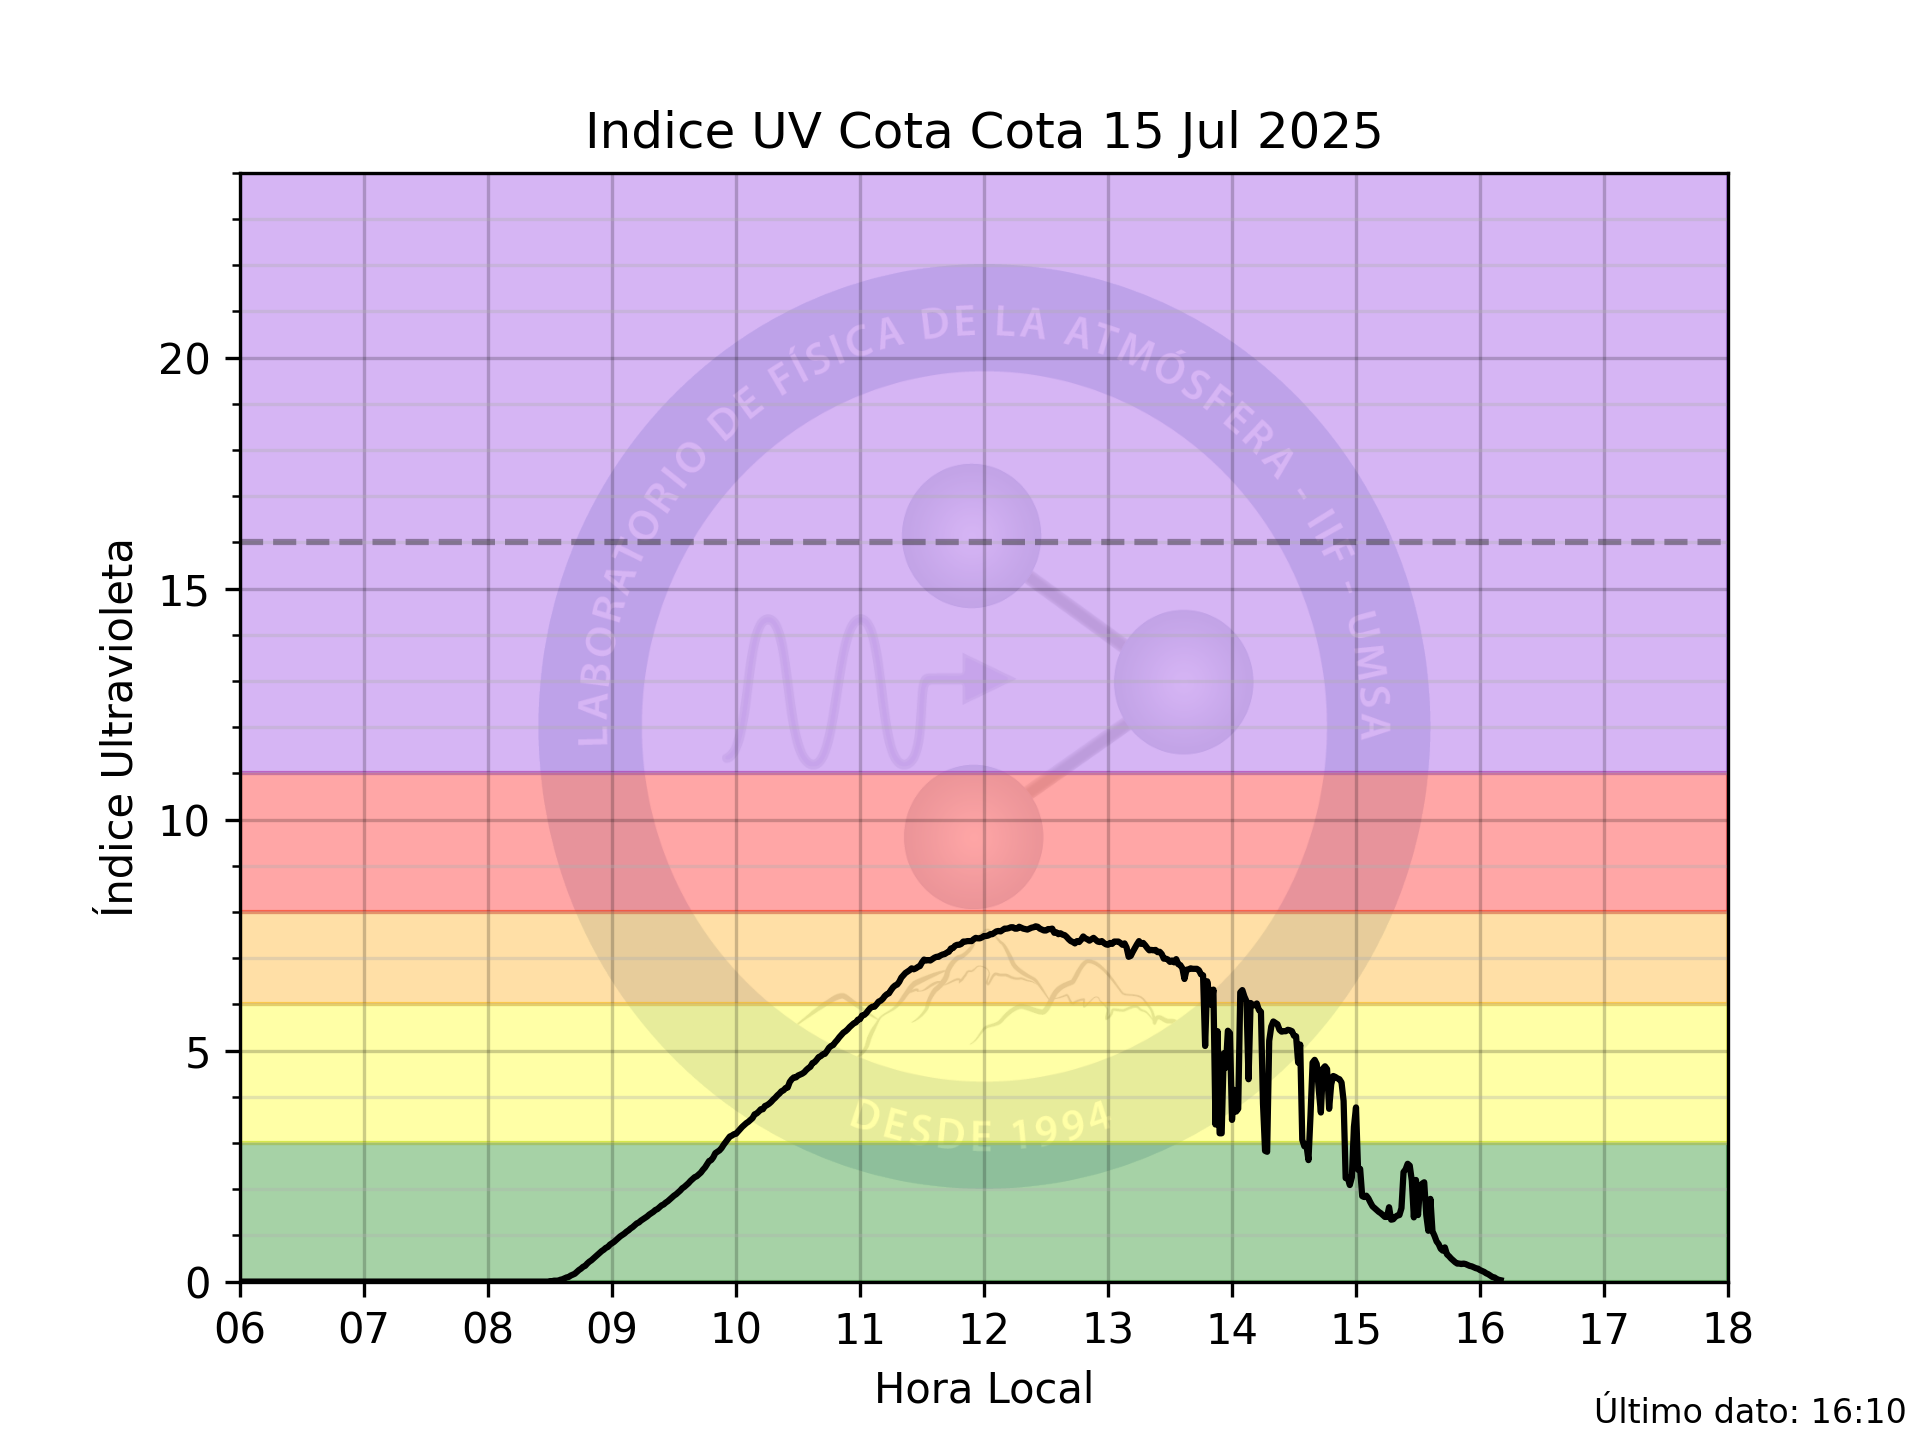 Indice UV Cota Cota 15 Jul 2025
Índice Ultravioleta
20
15
10
5
0
LABORATORIO DE FÍSICA DE LA ATMÓSFERA - IIF - UMSA
DESDE 1994
06 07 08 09 10 11 12 13 14 15 16 17 18
Hora Local
Último dato: 16:10